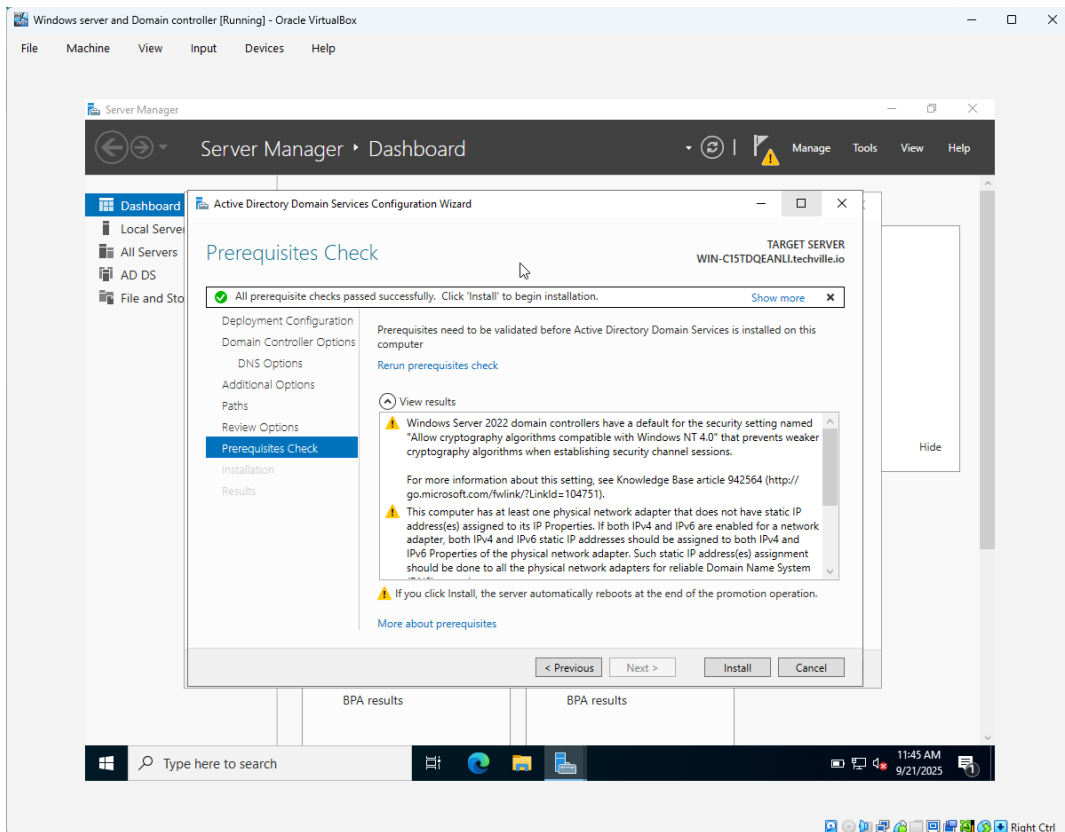 Windows server and Domain controller [Running] - Oracle VirtualBox
File Machine View Input Devices Help
Server Manager
Server Manager • Dashboard
Manage Tools View Help
Dashboard
Local Server
All Servers
AD DS
File and Sto
Active Directory Domain Services Configuration Wizard
Prerequisites Check
TARGET SERVER
WIN-C15TDQEANLI.techville.io
All prerequisite checks passed successfully. Click 'Install' to begin installation.
Show more
Deployment Configuration
Domain Controller Options
DNS Options
Additional Options
Paths
Review Options
Prerequisites Check
Installation
Results
Prerequisites need to be validated before Active Directory Domain Services is installed on this
computer
Rerun prerequisites check
View results
Windows Server 2022 domain controllers have a default for the security setting named
"Allow cryptography algorithms compatible with Windows NT 4.0" that prevents weaker
cryptography algorithms when establishing security channel sessions.
For more information about this setting, see Knowledge Base article 942564 (http://
go.microsoft.com/fwlink/?LinkId=104751).
This computer has at least one physical network adapter that does not have static IP
address(es) assigned to its IP Properties. If both IPv4 and IPv6 are enabled for a network
adapter, both IPv4 and IPv6 static IP addresses should be assigned to both IPv4 and
IPv6 Properties of the physical network adapter. Such static IP address(es) assignment
should be done to all the physical network adapters for reliable Domain Name System
If you click Install, the server automatically reboots at the end of the promotion operation.
More about prerequisites
< Previous
Next >
Install
Cancel
Hide
BPA results
BPA results
Type here to search
11:45 AM
9/21/2025
1
Right Ctrl